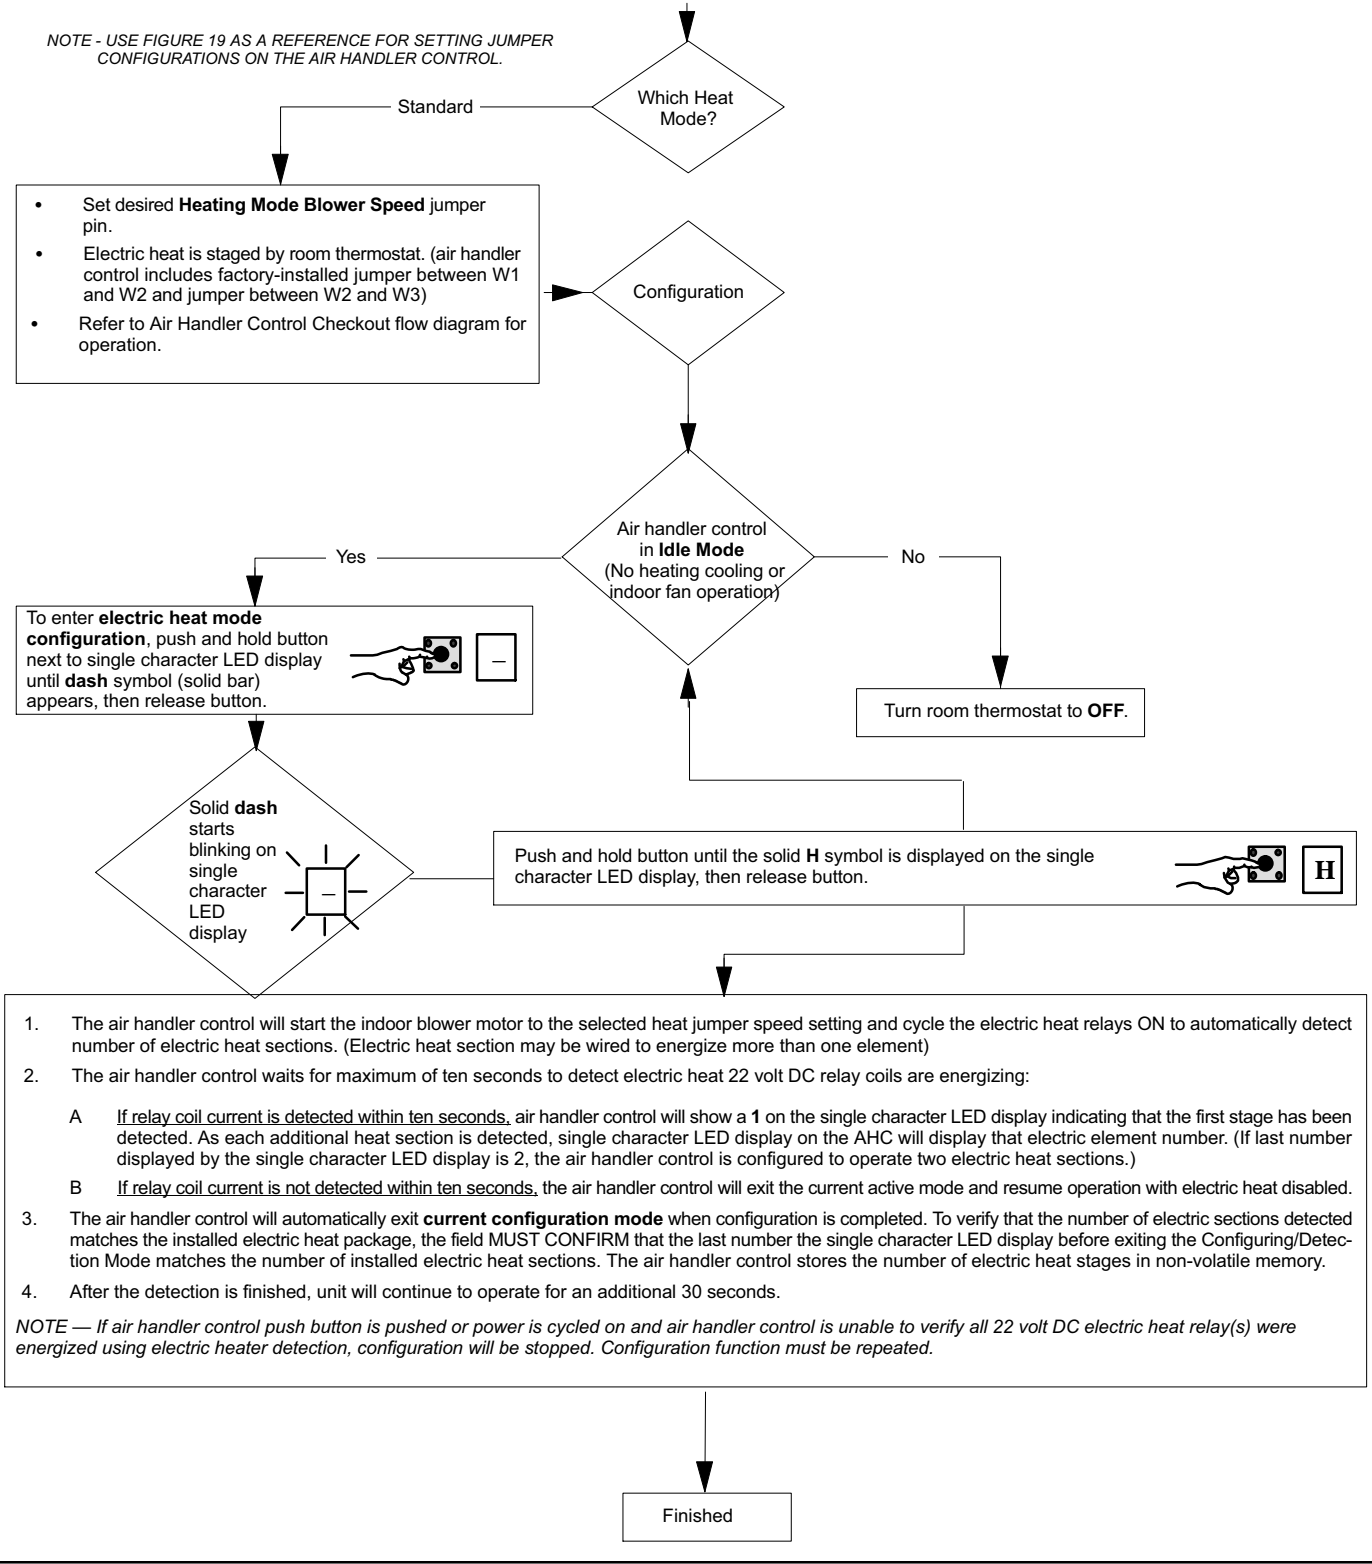 NOTE - USE FIGURE 19 AS A REFERENCE FOR SETTING JUMPER
CONFIGURATIONS ON THE AIR HANDLER CONTROL.
Which Heat
Mode?
Standard
• Set desired Heating Mode Blower Speed jumper
pin.
• Electric heat is staged by room thermostat. (air handler
control includes factory-installed jumper between W1
and W2 and jumper between W2 and W3)
• Refer to Air Handler Control Checkout flow diagram for
operation.
Configuration
Air handler control
in Idle Mode
(No heating cooling or
indoor fan operation)
Yes
No
To enter electric heat mode
configuration, push and hold button
next to single character LED display
until dash symbol (solid bar)
appears, then release button.
–
Turn room thermostat to OFF.
Solid dash
starts
blinking on
single
character
LED
display
–
Push and hold button until the solid H symbol is displayed on the single
character LED display, then release button.
H
1. The air handler control will start the indoor blower motor to the selected heat jumper speed setting and cycle the electric heat relays ON to automatically detect
number of electric heat sections. (Electric heat section may be wired to energize more than one element)
2. The air handler control waits for maximum of ten seconds to detect electric heat 22 volt DC relay coils are energizing:
A If relay coil current is detected within ten seconds, air handler control will show a 1 on the single character LED display indicating that the first stage has been
detected. As each additional heat section is detected, single character LED display on the AHC will display that electric element number. (If last number
displayed by the single character LED display is 2, the air handler control is configured to operate two electric heat sections.)
B If relay coil current is not detected within ten seconds, the air handler control will exit the current active mode and resume operation with electric heat disabled.
3. The air handler control will automatically exit current configuration mode when configuration is completed. To verify that the number of electric sections detected
matches the installed electric heat package, the field MUST CONFIRM that the last number the single character LED display before exiting the Configuring/Detec-
tion Mode matches the number of installed electric heat sections. The air handler control stores the number of electric heat stages in non-volatile memory.
4. After the detection is finished, unit will continue to operate for an additional 30 seconds.
NOTE — If air handler control push button is pushed or power is cycled on and air handler control is unable to verify all 22 volt DC electric heat relay(s) were
energized using electric heater detection, configuration will be stopped. Configuration function must be repeated.
Finished